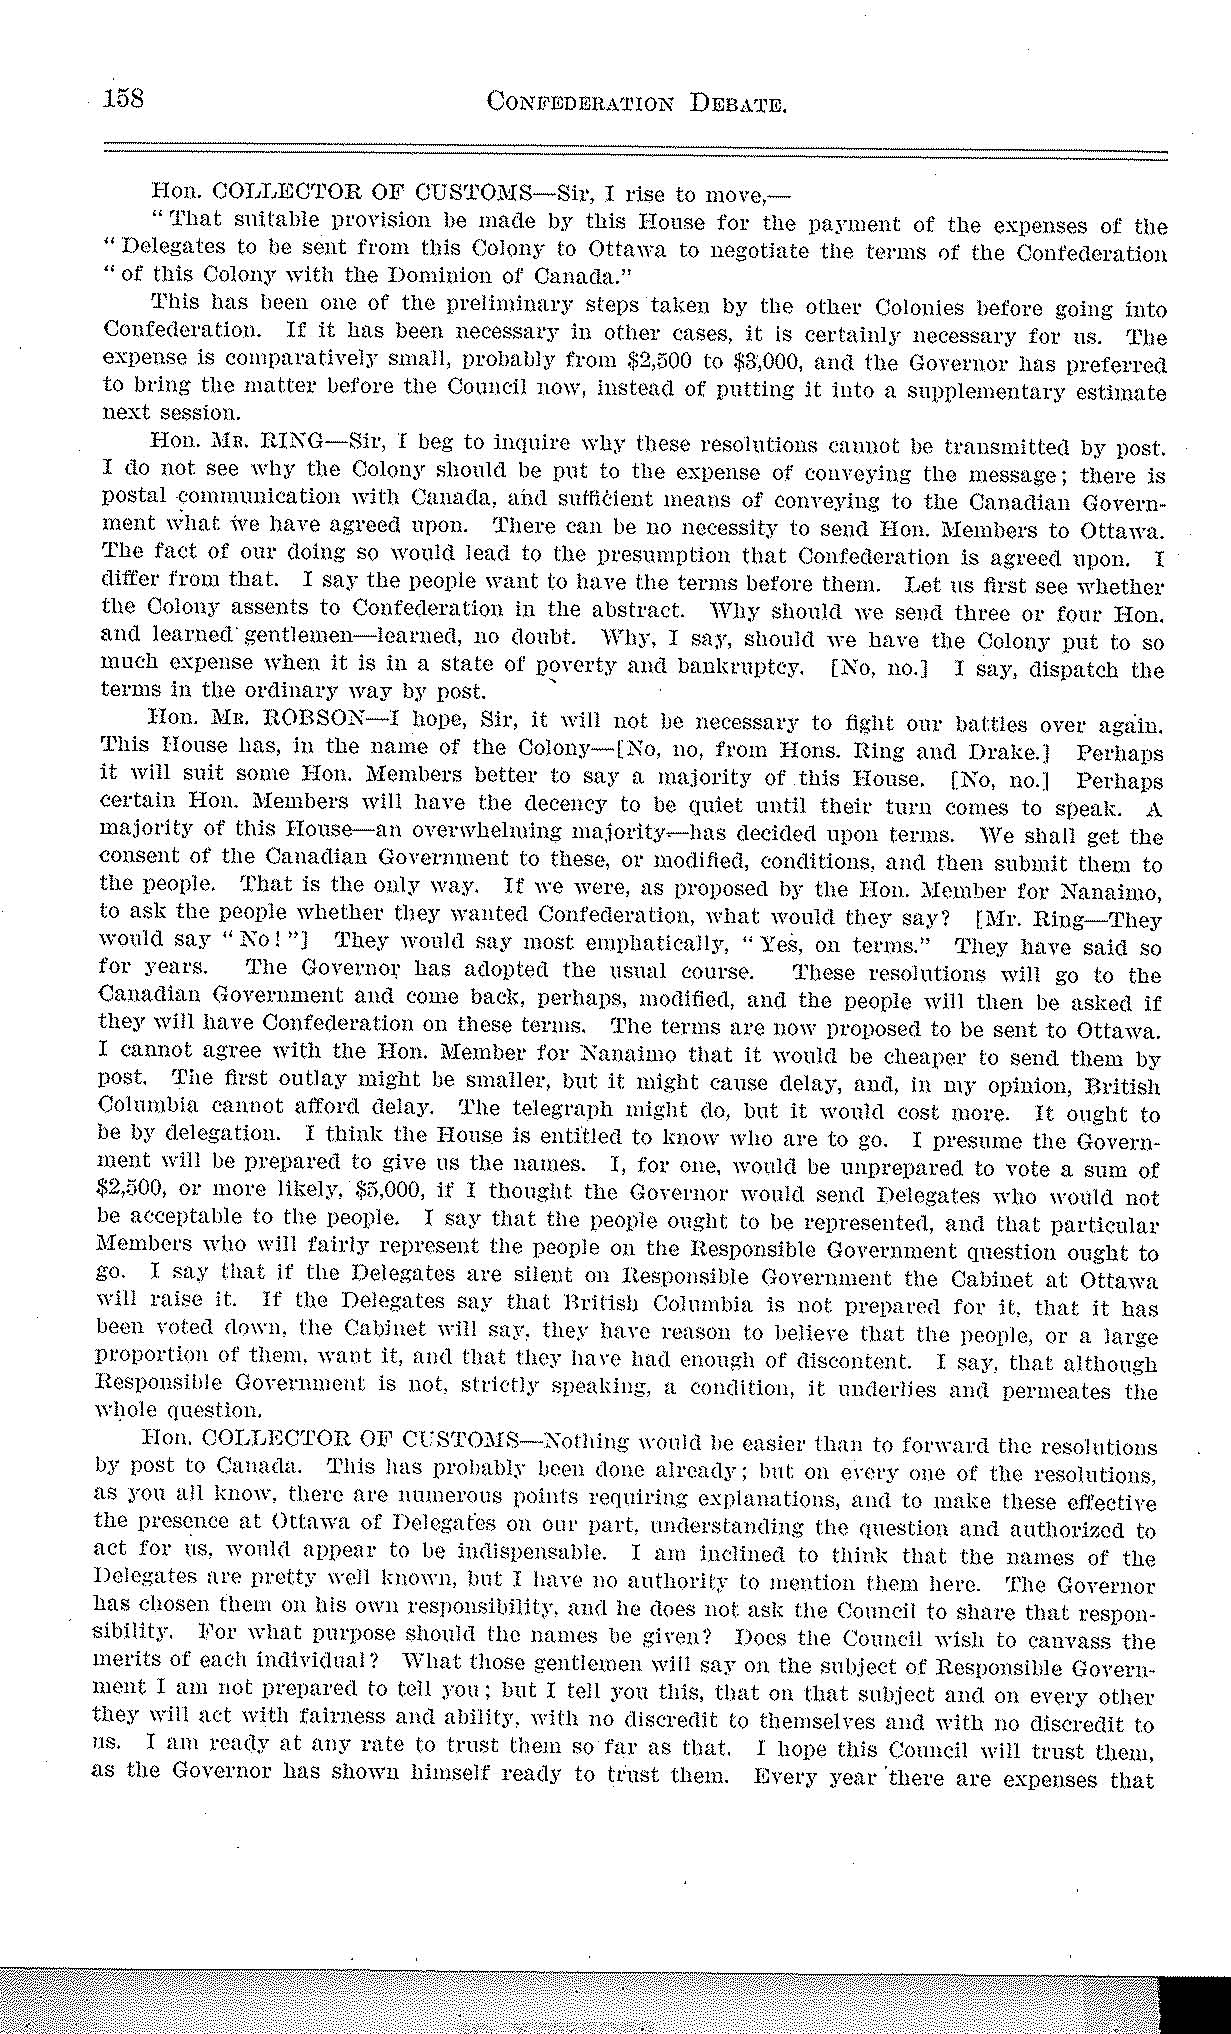 158 CONFEDERATION DEBATE.
Hon. COLLECTOR OF CUSTOMS—Sir, I rise to move,—
" That suitable provision be made by this House for the payment of the expenses of the
" Delegates to be sent from this Colony to Ottawa to negotiate the terms of the Confederation
" of this Colony with the Dominion of Canada."
This has been one of the preliminary steps taken by the other Colonies before going into
Confederation. If it has been necessary in other cases, it is certainly necessary for us. The
expense is comparatively small, probably from $2,500 to $3,000, and the Governor has preferred
to bring the matter before the Council now, instead of putting it into a supplementary estimate
next session.
Hon. MR. RING—Sir, I beg to inquire why these resolutions cannot be transmitted by post.
I do not see why the Colony should be put to the expense of conveying the message; there is
postal communication with Canada, and sufficient means of conveying to the Canadian Govern-
ment what we have agreed upon. There can be no necessity to send Hon. Members to Ottawa.
The fact of our doing so would lead to the presumption that Confederation is agreed upon. I
differ from that. I say the people want to have the terms before them. Let us first see whether
the Colony assents to Confederation in the abstract. Why should we send three or four Hon.
and learned gentlemen—learned, no doubt. Why, I say, should we have the Colony put to so
much expense when it is in a state of poverty and bankruptcy. [No, no.] I say, dispatch the
terms in the ordinary way by post.
Hon. MR. ROBSON—I hope, Sir, it will not be necessary to fight our battles over again.
This House has, in the name of the Colony—[No, no, from Hons. Ring and Drake.] Perhaps
it will suit some Hon. Members better to say a majority of this House. [No, no.] Perhaps
certain Hon. Members will have the decency to be quiet until their turn comes to speak. A
majority of this House—an overwhelming majority—has decided upon terms. We shall get the
consent of the Canadian Government to these, or modified, conditions, and then submit them to
the people. That is the only way. If we were, as proposed by the Hon. Member for Nanaimo,
to ask the people whether they wanted Confederation, what would they say? [Mr. Ring—They
would say " No! "] They would say most emphatically, " Yes, on terms." They have said so
for years. The Governor has adopted the usual course. These resolutions will go to the
Canadian Government and come back, perhaps, modified, and the people will then be asked if
they will have Confederation on these terms. The terms are now proposed to be sent to Ottawa.
I cannot agree with the Hon. Member for Nanaimo that it would be cheaper to send them by
post. The first outlay might be smaller, but it might cause delay, and, in my opinion, British
Columbia cannot afford delay. The telegraph might do, but it would cost more. It ought to
be by delegation. I think the House is entitled to know who are to go. I presume the Govern-
ment will be prepared to give us the names. I, for one, would be unprepared to vote a sum of
$2,500, or more likely, $5,000, if I thought the Governor would send Delegates who would not
be acceptable to the people. I say that the people ought to be represented, and that particular
Members who will fairly represent the people on the Responsible Government question ought to
go. I say that if the Delegates are silent on Responsible Government the Cabinet at Ottawa
will raise it. If the Delegates say that British Columbia is not prepared for it, that it has
been voted down, the Cabinet will say, they have reason to believe that the people, or a large
proportion of them, want it, and that they have had enough of discontent. I say, that although
Responsible Government is not, strictly speaking, a condition, it underlies and permeates the
whole question.
Hon. COLLECTOR OF CUSTOMS—Nothing would be easier than to forward the resolutions
by post to Canada. This has probably been done already; but on every one of the resolutions,
as you all know, there are numerous points requiring explanations, and to make these effective
the presence at Ottawa of Delegates on our part, understanding the question and authorized to
act for us, would appear to be indispensable. I am inclined to think that the names of the
Delegates are pretty well known, but I have no authority to mention them here. The Governor
has chosen them on his own responsibility, and he does not ask the Council to share that respon-
sibility. For what purpose should the names be given? Does the Council wish to canvass the
merits of each individual? What those gentlemen will say on the subject of Responsible Govern-
ment I am not prepared to tell you; but I tell you this, that on that subject and on every other
they will act with fairness and ability, with no discredit to themselves and with no discredit to
us. I am ready at any rate to trust them so far as that. I hope this Council will trust them,
as the Governor has shown himself ready to trust them. Every year there are expenses that